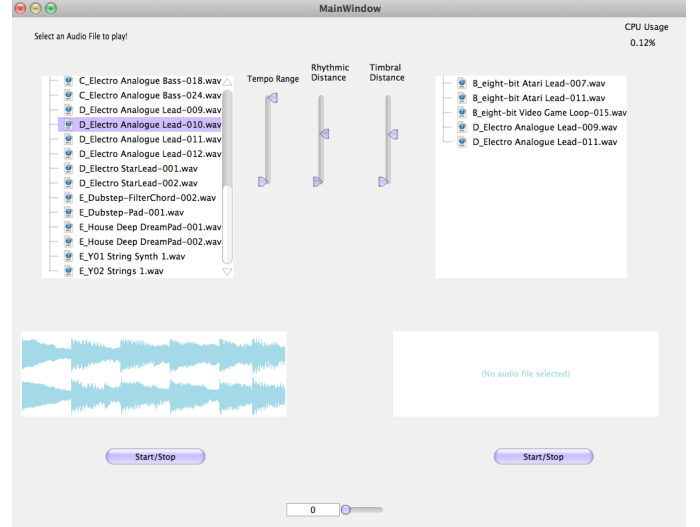 MainWindow
CPU Usage
0.12%
Select an Audio File to play!
C_Electro Analogue Bass-018.wav
C_Electro Analogue Bass-024.wav
D_Electro Analogue Lead-009.wav
D_Electro Analogue Lead-010.wav
D_Electro Analogue Lead-011.wav
D_Electro Analogue Lead-012.wav
D_Electro StarLead-001.wav
D_Electro StarLead-002.wav
E_Dubstep-FilterChord-002.wav
E_Dubstep-Pad-001.wav
E_House Deep DreamPad-001.wav
E_House Deep DreamPad-002.wav
E_Y01 String Synth 1.wav
E_Y02 Strings 1.wav
Tempo Range
Rhythmic
Distance
Timbral
Distance
B_eight-bit Atari Lead-007.wav
B_eight-bit Atari Lead-011.wav
B_eight-bit Video Game Loop-015.wav
D_Electro Analogue Lead-009.wav
D_Electro Analogue Lead-011.wav
(No audio file selected)
Start/Stop
Start/Stop
0